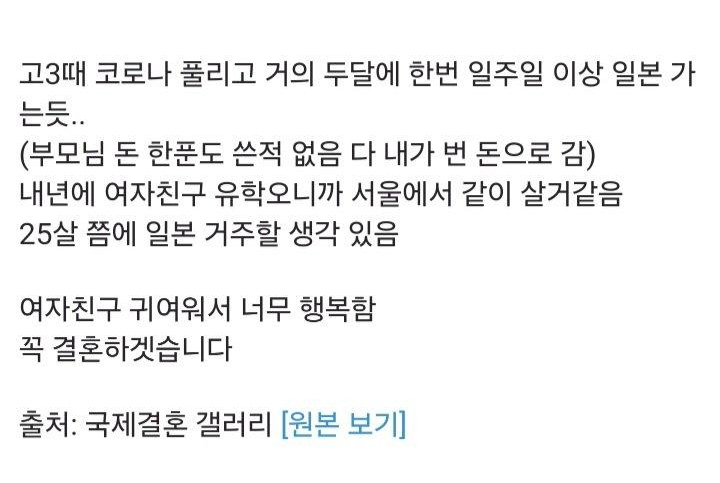 고3때 코로나 풀리고 거의 두달에 한번 일주일 이상 일본 가
는듯..
(부모님 돈 한푼도 쓴적 없음 다 내가 번 돈으로 감)
내년에 여자친구 유학오니까 서울에서 같이 살거같음
25살 쯤에 일본 거주할 생각 있음
여자친구 귀여워서 너무 행복함
꼭 결혼하겟습니다
출처: 국제결혼 갤러리 [원본 보기]